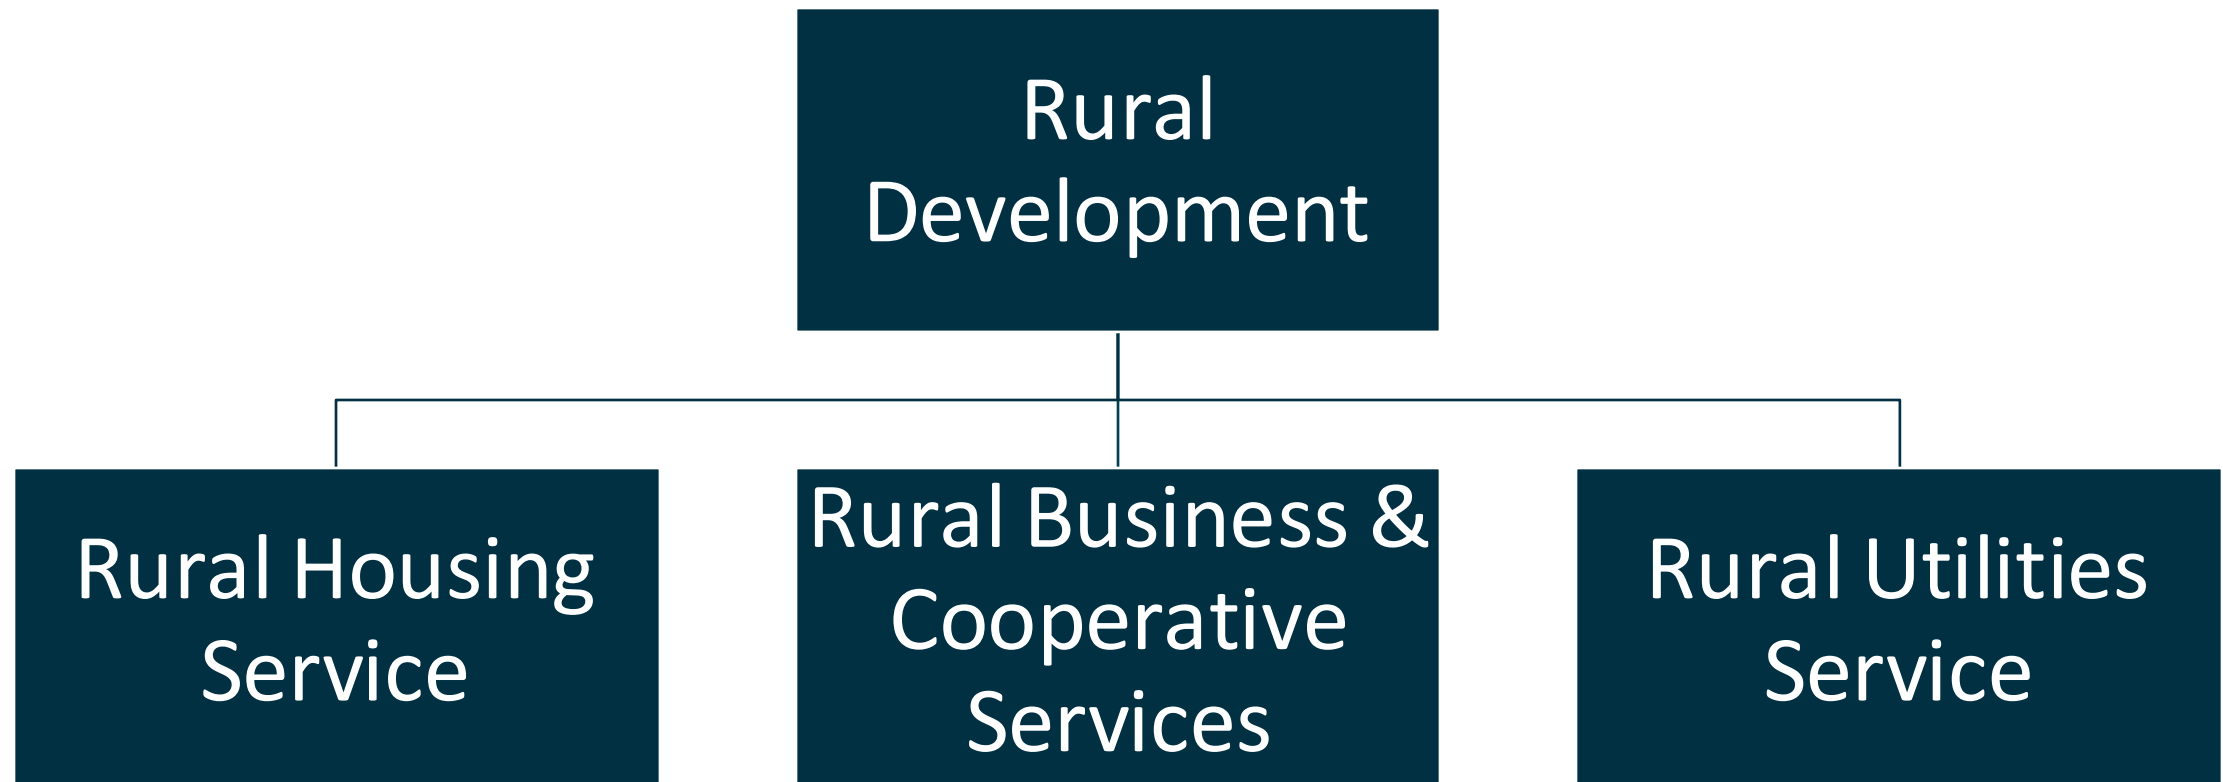 Rural
Development
Rural Housing
Service
Rural Business &
Cooperative
Services
Rural Utilities
Service